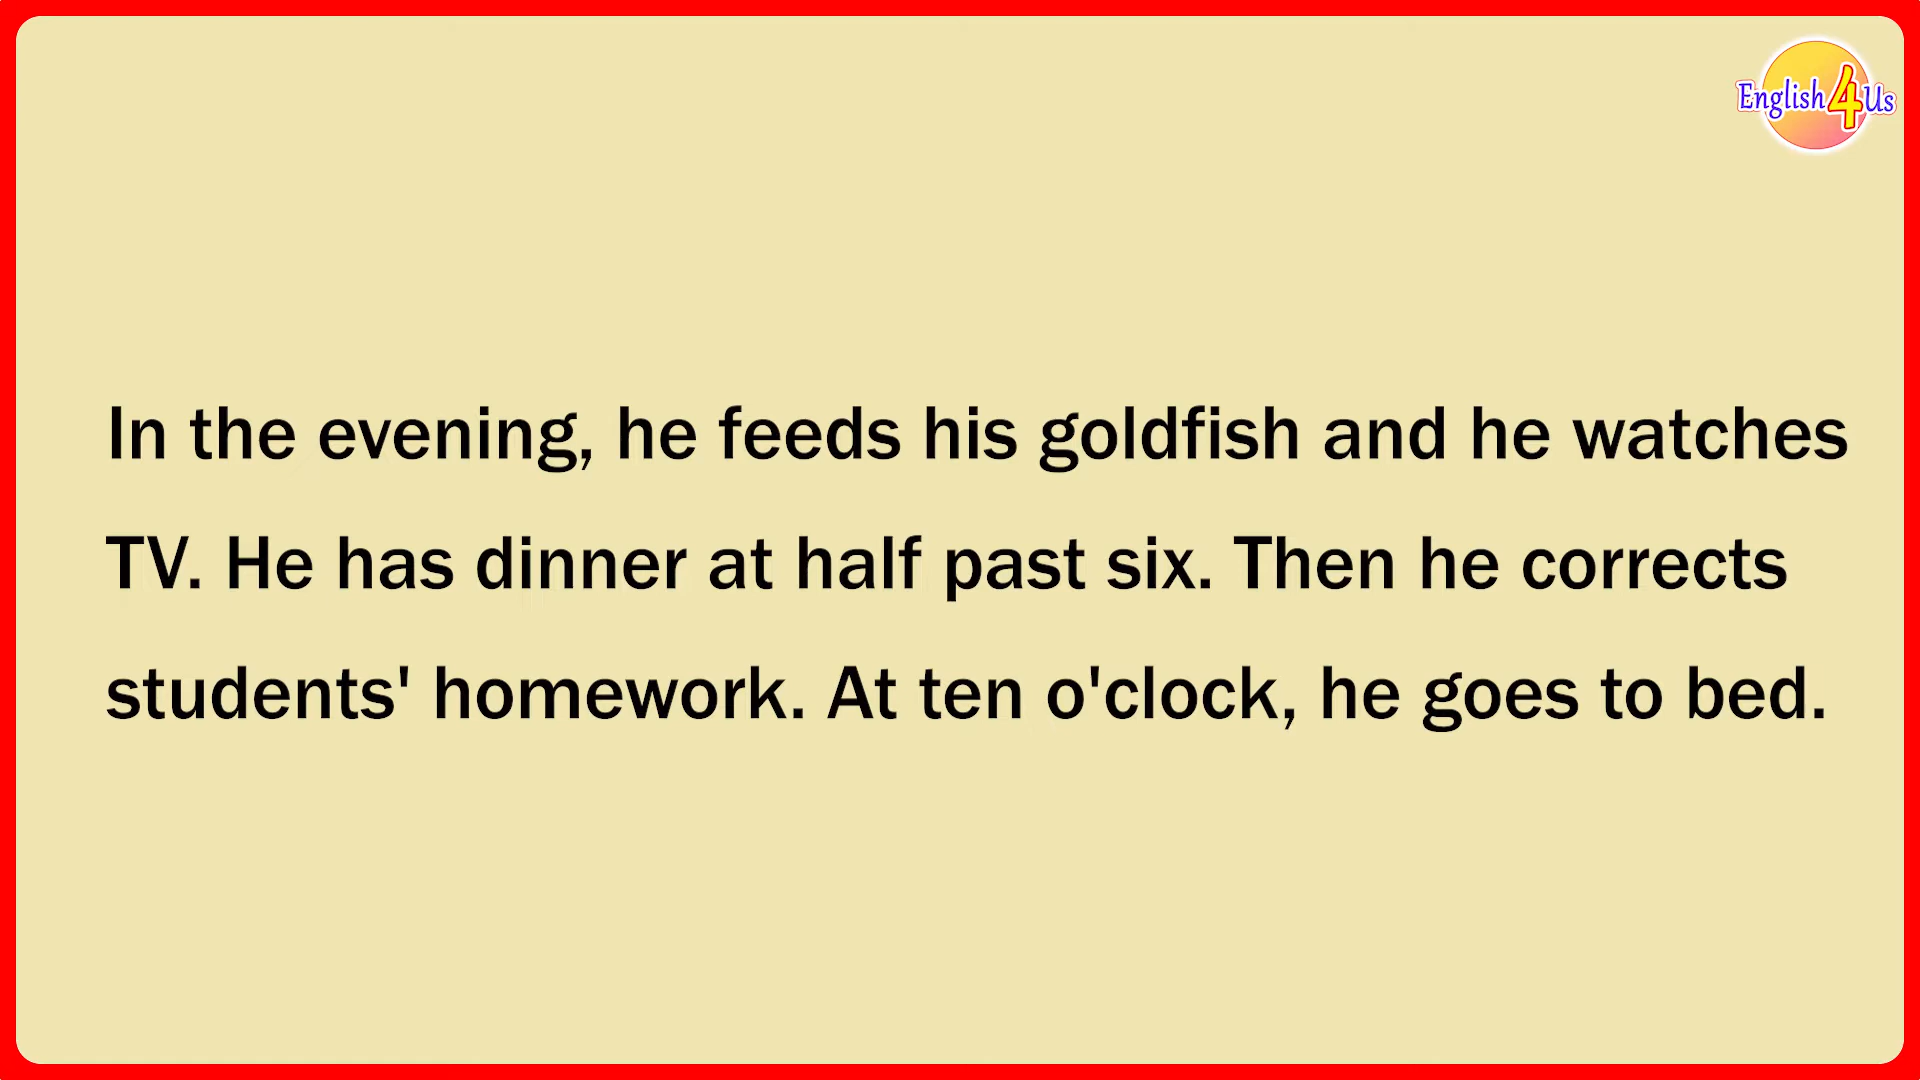 English4Us
In the evening, he feeds his goldfish and he watches
TV. He has dinner at half past six. Then he corrects
students' homework. At ten o'clock, he goes to bed.